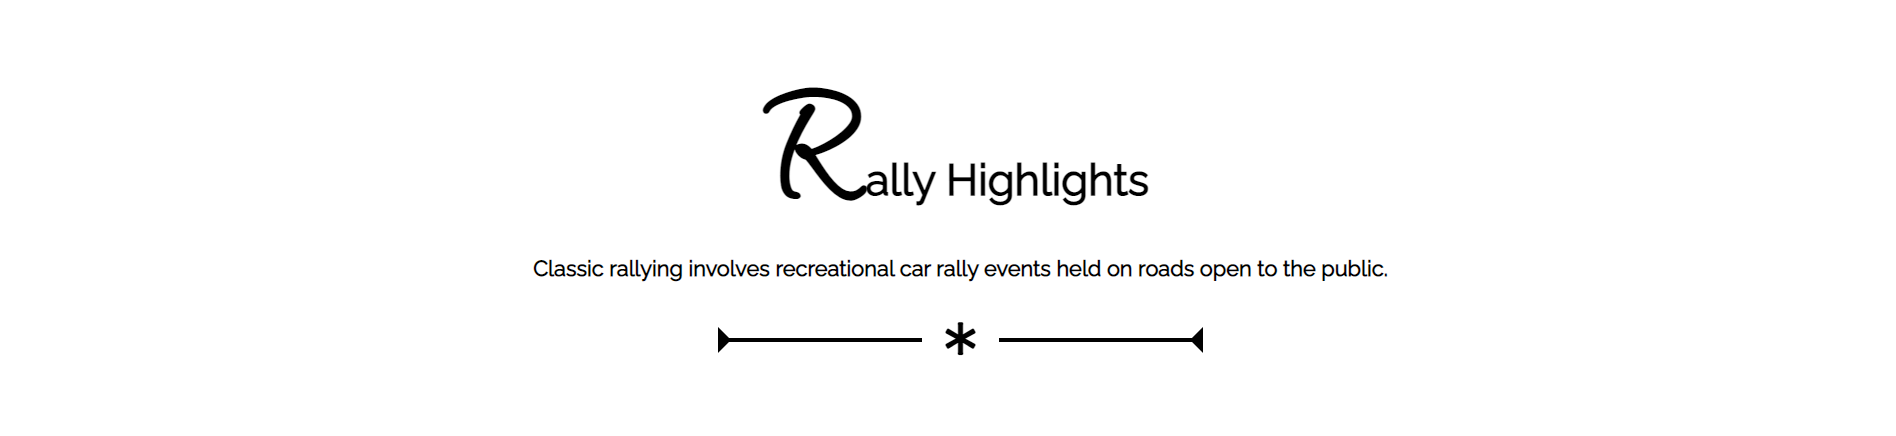 Rally Highlights
Classic rallying involves recreational car rally events held on roads open to the public.